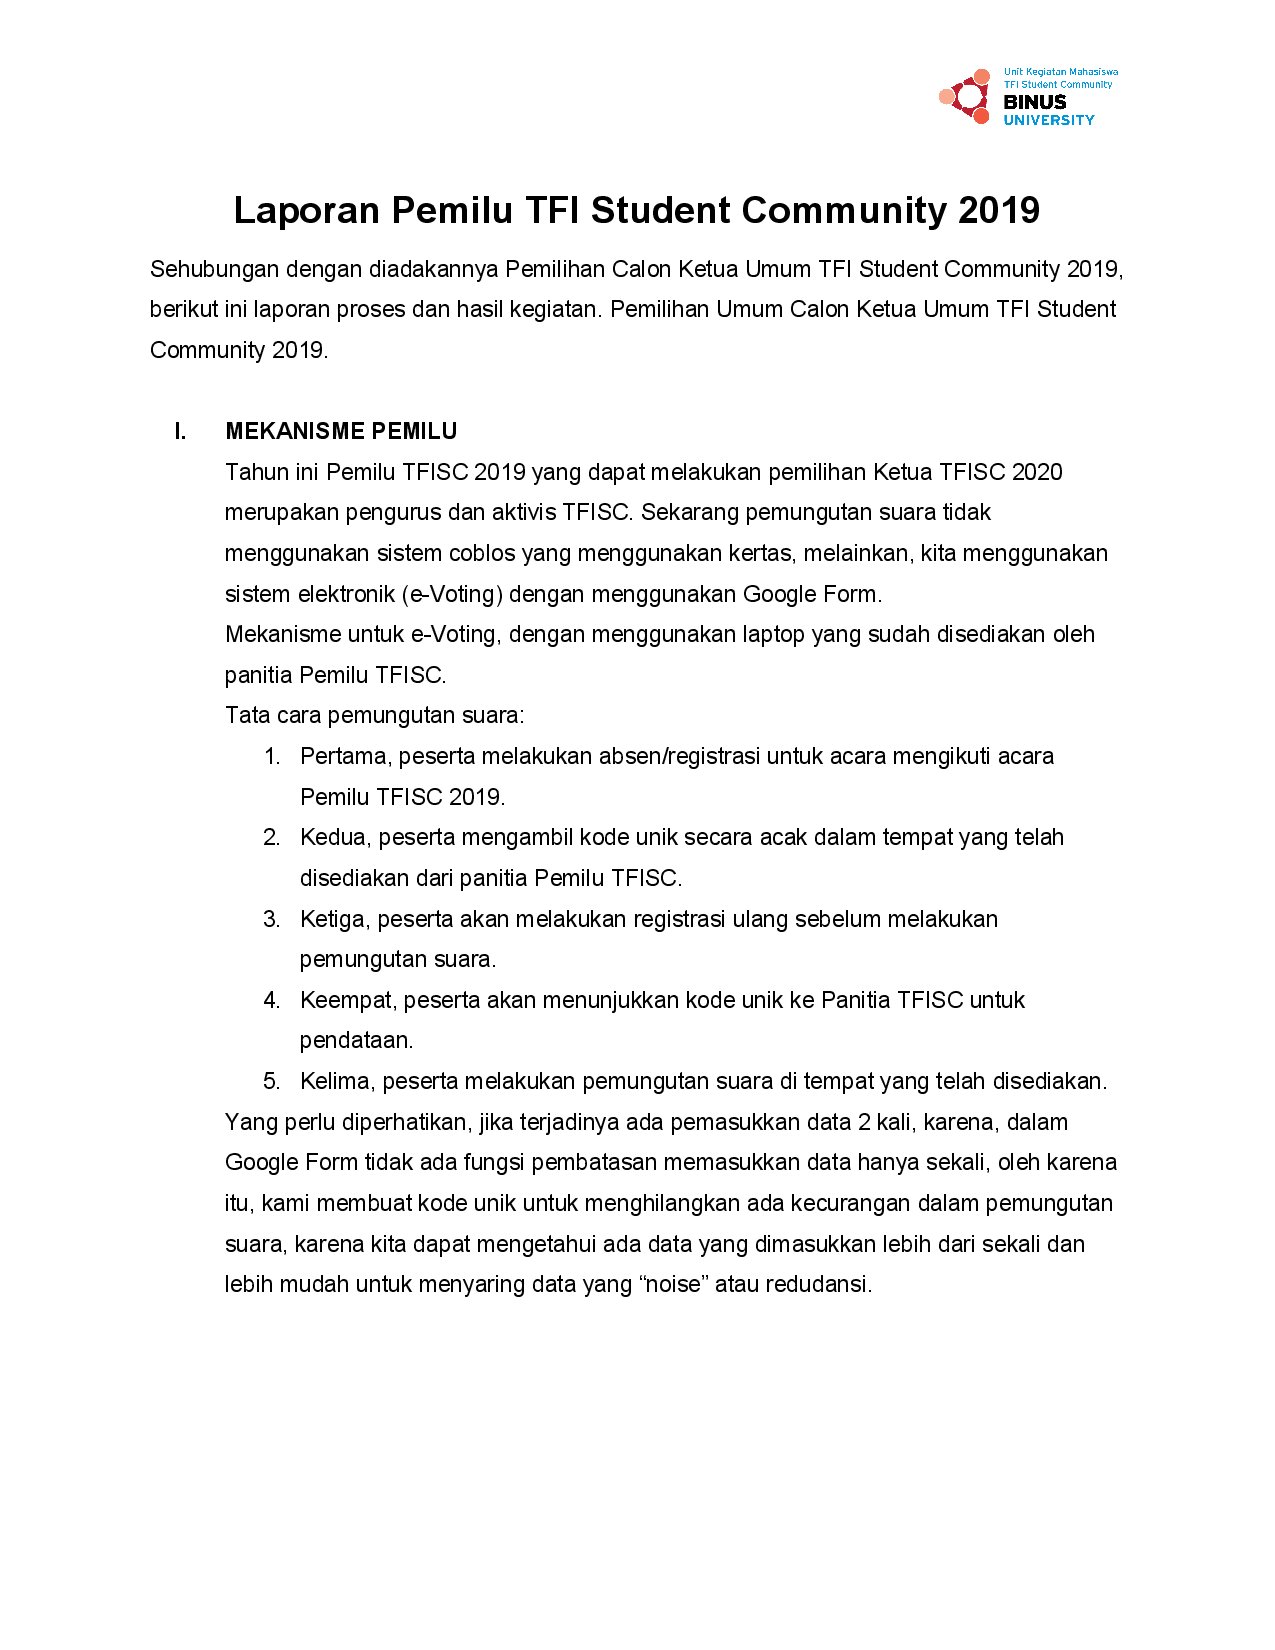 Unit Kegiatan Mahasiswa
TFI Student Community
BINUS
UNIVERSITY
Laporan Pemilu TFI Student Community 2019
Sehubungan dengan diadakannya Pemilihan Calon Ketua Umum TFI Student Community 2019,
berikut ini laporan proses dan hasil kegiatan. Pemilihan Umum Calon Ketua Umum TFI Student
Community 2019.
I. MEKANISME PEMILU
Tahun ini Pemilu TFISC 2019 yang dapat melakukan pemilihan Ketua TFISC 2020
merupakan pengurus dan aktivis TFISC. Sekarang pemungutan suara tidak
menggunakan sistem coblos yang menggunakan kertas, melainkan, kita menggunakan
sistem elektronik (e-Voting) dengan menggunakan Google Form.
Mekanisme untuk e-Voting, dengan menggunakan laptop yang sudah disediakan oleh
panitia Pemilu TFISC.
Tata cara pemungutan suara:
1. Pertama, peserta melakukan absen/registrasi untuk acara mengikuti acara
Pemilu TFISC 2019.
2. Kedua, peserta mengambil kode unik secara acak dalam tempat yang telah
disediakan dari panitia Pemilu TFISC.
3. Ketiga, peserta akan melakukan registrasi ulang sebelum melakukan
pemungutan suara.
4. Keempat, peserta akan menunjukkan kode unik ke Panitia TFISC untuk
pendataan.
5. Kelima, peserta melakukan pemungutan suara di tempat yang telah disediakan.
Yang perlu diperhatikan, jika terjadinya ada pemasukkan data 2 kali, karena, dalam
Google Form tidak ada fungsi pembatasan memasukkan data hanya sekali, oleh karena
itu, kami membuat kode unik untuk menghilangkan ada kecurangan dalam pemungutan
suara, karena kita dapat mengetahui ada data yang dimasukkan lebih dari sekali dan
lebih mudah untuk menyaring data yang “noise” atau redudansi.